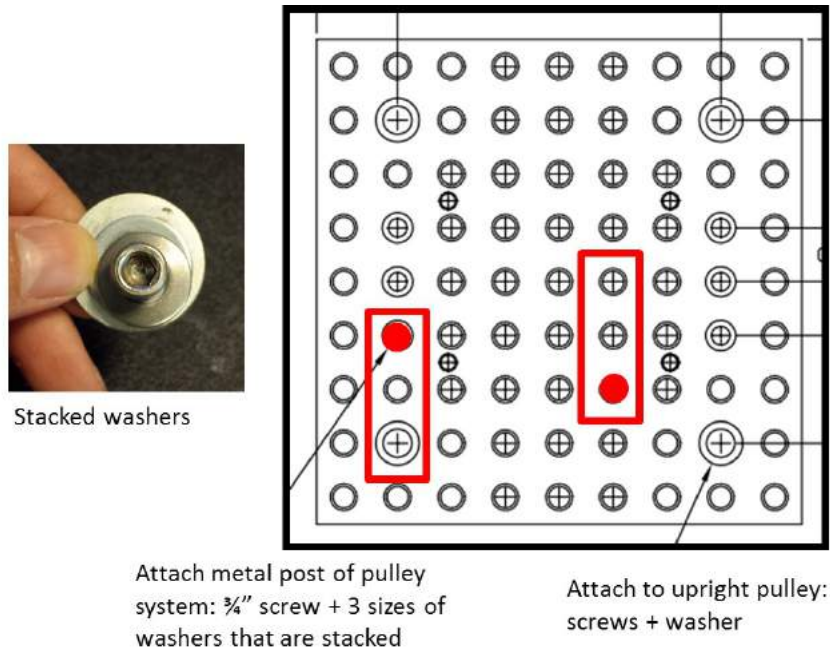 Stacked washers
Attach metal post of pulley
system: ¾” screw + 3 sizes of
washers that are stacked
Attach to upright pulley:
screws + washer